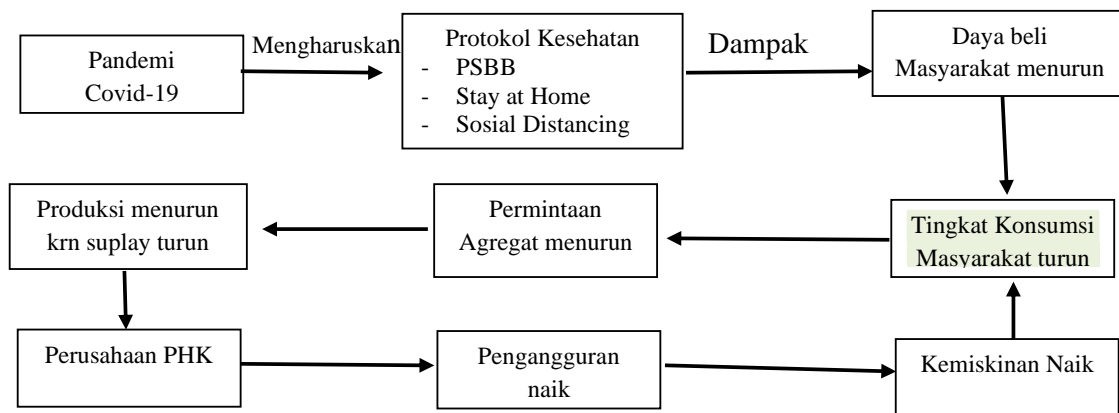 Pandemi
Covid-19
Mengharuskan
Protokol Kesehatan
- PSBB
- Stay at Home
- Sosial Distancing
Dampak
Daya beli
Masyarakat menurun
Tingkat Konsumsi
Masyarakat turun
Permintaan
Agregat menurun
Produksi menurun
krn suplay turun
Perusahaan PHK
Pengangguran
naik
Kemiskinan Naik